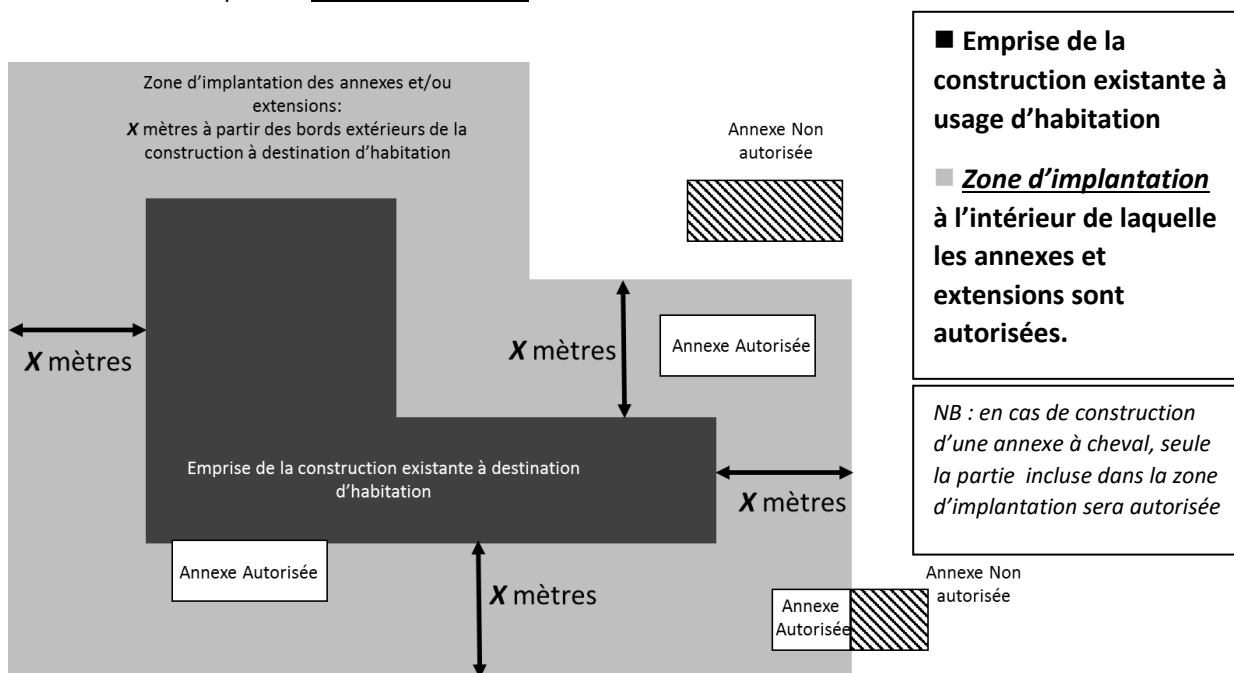 Zone d’implantation des annexes et/ou
extensions:
X mètres à partir des bords extérieurs de la
construction à destination d’habitation
Annexe Non
autorisée
X mètres
X mètres
Annexe Autorisée
Emprise de la construction existante à destination
d’habitation
X mètres
Annexe Autorisée
X mètres
Annexe
Autorisée
Annexe Non
autorisée
■ Emprise de la
construction existante à
usage d’habitation
■ Zone d’implantation
à l’intérieur de laquelle
les annexes et
extensions sont
autorisées.
NB : en cas de construction
d’une annexe à cheval, seule
la partie incluse dans la zone
d’implantation sera autorisée